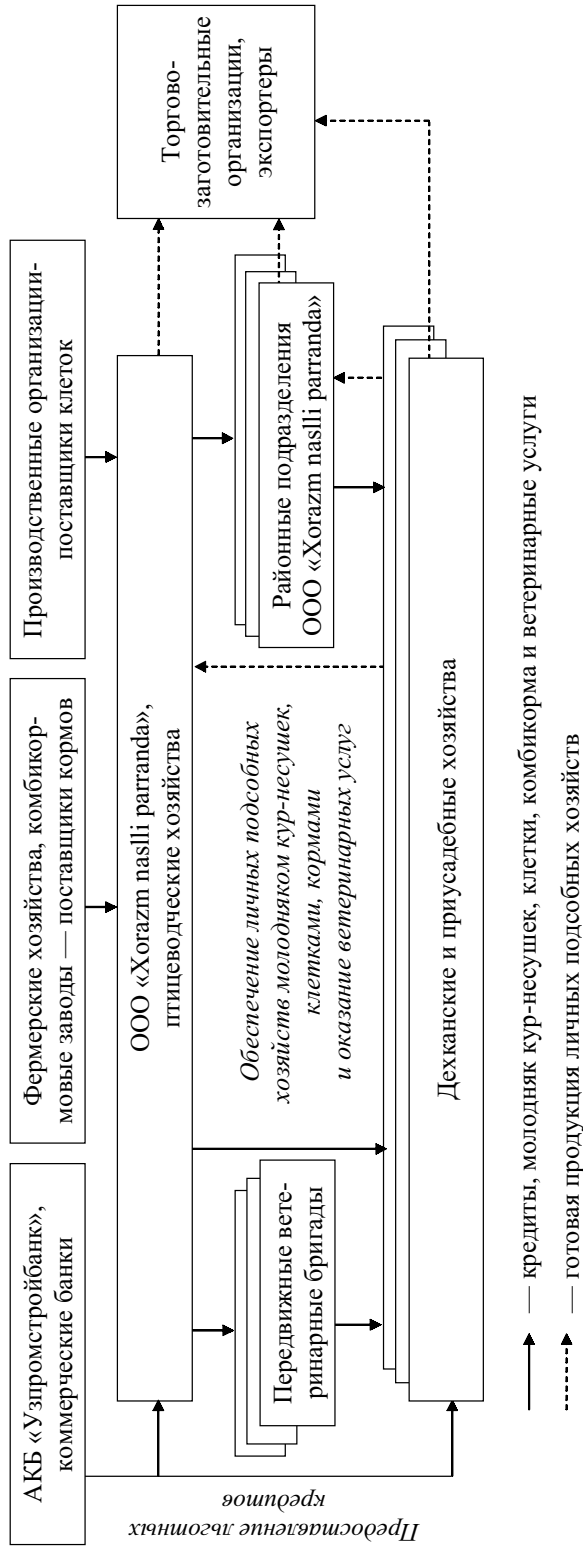 АКБ «Узпромстройбанк»,
коммерческие банки
Фермерские хозяйства, комбикор-
мовые заводы — поставщики кормов
Производственные организации-
поставщики клеток
ООО «Xorazm naslli parranda»,
птицеводческие хозяйства
Торгово-
заготовительные
организации,
экспортеры
Предоставление льготных
кредитов
Передвижные вете-
ринарные бригады
Обеспечение личных подсобных
хозяйств молодняком кур-несушек,
клетками, кормами
и оказание ветеринарных услуг
Районные подразделения
ООО «Xorazm naslli parranda»
Дехканские и приусадебные хозяйства
— кредиты, молодняк кур-несушек, клетки, комбикорма и ветеринарные услуги
— готовая продукция личных подсобных хозяйств